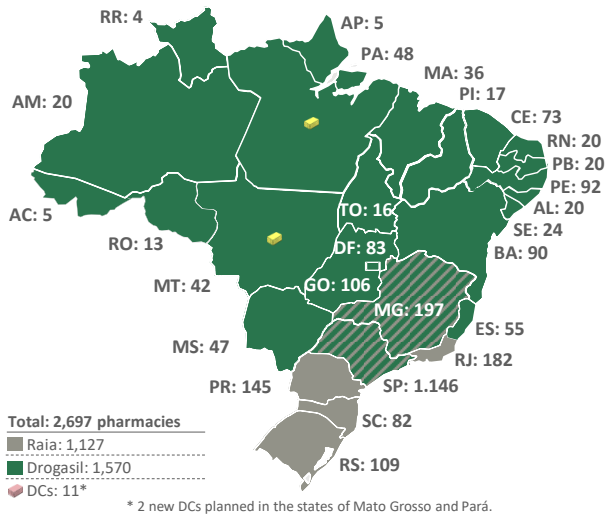 RR: 4
AP: 5
PA: 48
MA: 36
PI: 17
AM: 20
CE: 73
RN: 20
PB: 20
PE: 92
AL: 20
SE: 24
BA: 90
AC: 5
TO: 16
RO: 13
DF: 83
MT: 42
GO: 106
MG: 197
ES: 55
RJ: 182
MS: 47
PR: 145
SP: 1.146
SC: 82
RS: 109
Total: 2,697 pharmacies
Raia: 1,127
Drogasil: 1,570
DCs: 11*
* 2 new DCs planned in the states of Mato Grosso and Pará.